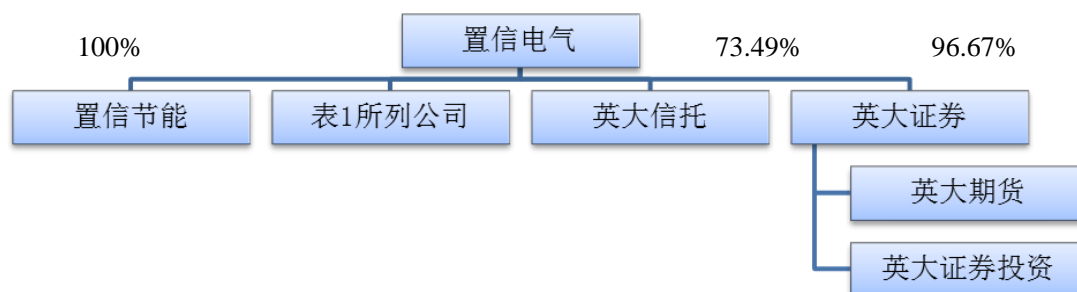 置信电气
100%
73.49%
96.67%
置信节能
表1所列公司
英大信托
英大证券
英大期货
英大证券投资